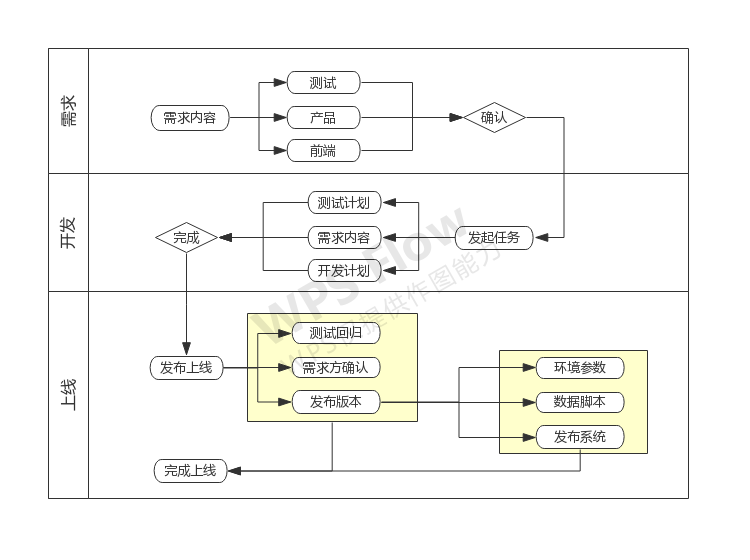 需求
需求内容
测试
产品
前端
确认
开发
完成
测试计划
需求内容
开发计划
发起任务
上线
发布上线
测试回归
需求方确认
发布版本
环境参数
数据脚本
发布系统
完成上线
WPS Flow
提供作图能力